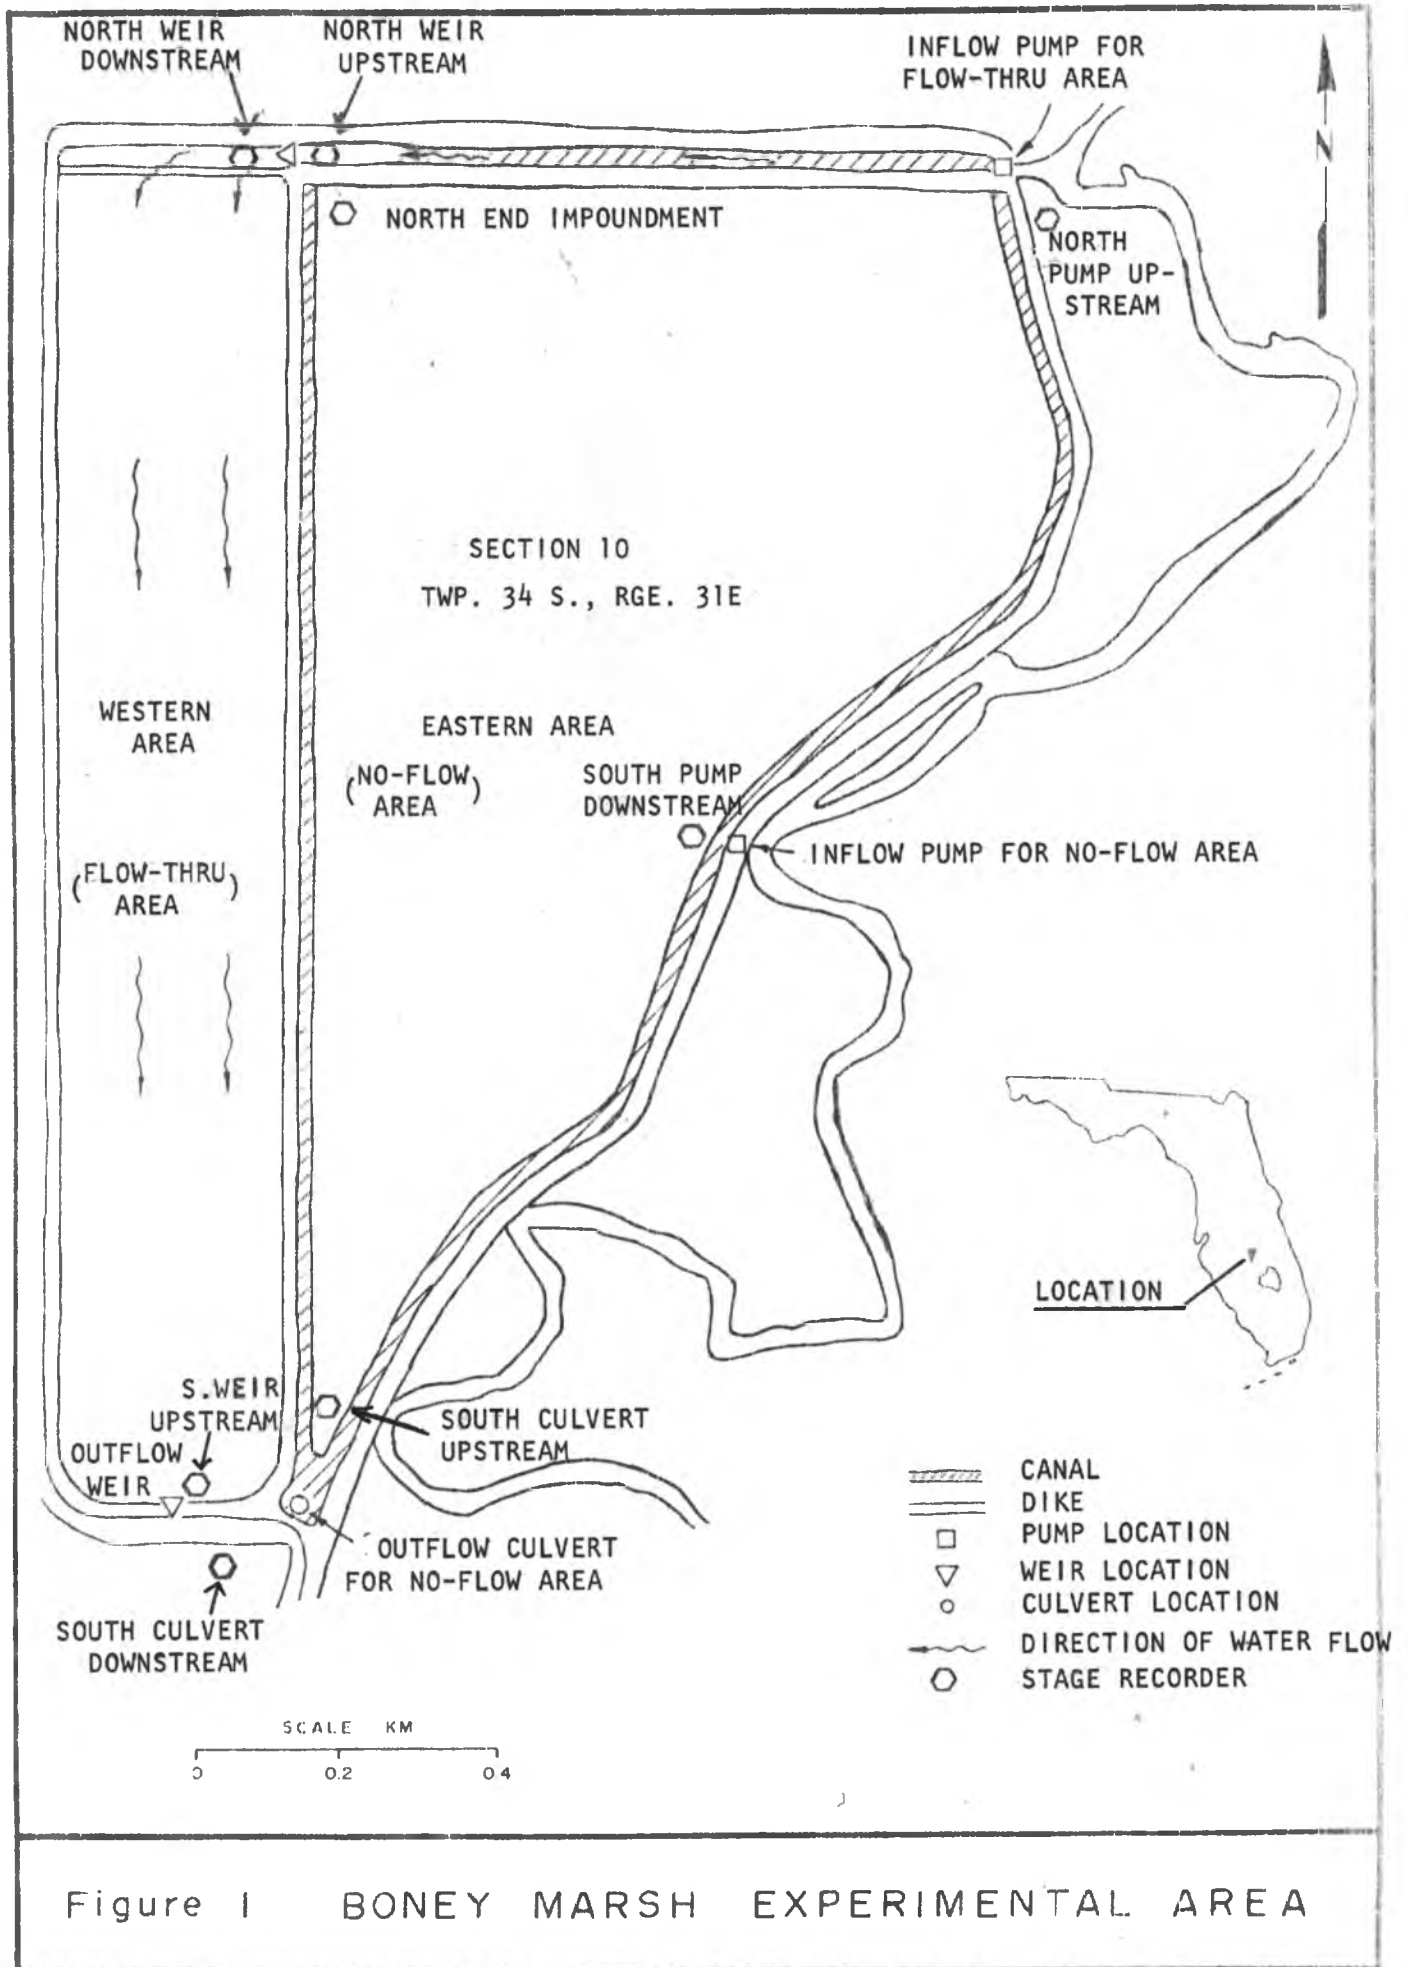 NORTH WEIR
DOWNSTREAM
NORTH WEIR
UPSTREAM
INFLOW PUMP FOR
FLOW-THRU AREA
N
NORTH END IMPOUNDMENT
NORTH
PUMP UP-
STREAM
SECTION 10
TWP. 34 S., RGE. 31E
WESTERN
AREA
EASTERN AREA
(NO-FLOW
AREA)
SOUTH PUMP
DOWNSTREAM
INFLOW PUMP FOR NO-FLOW AREA
(FLOW-THRU
AREA)
LOCATION
S.WEIR
UPSTREAM
OUTFLOW
WEIR
SOUTH CULVERT
UPSTREAM
OUTFLOW CULVERT
FOR NO-FLOW AREA
SOUTH CULVERT
DOWNSTREAM
CANAL
DIKE
PUMP LOCATION
WEIR LOCATION
CULVERT LOCATION
DIRECTION OF WATER FLOW
STAGE RECORDER
SCALE KM
0 0.2 0.4
Figure 1 BONEY MARSH EXPERIMENTAL AREA